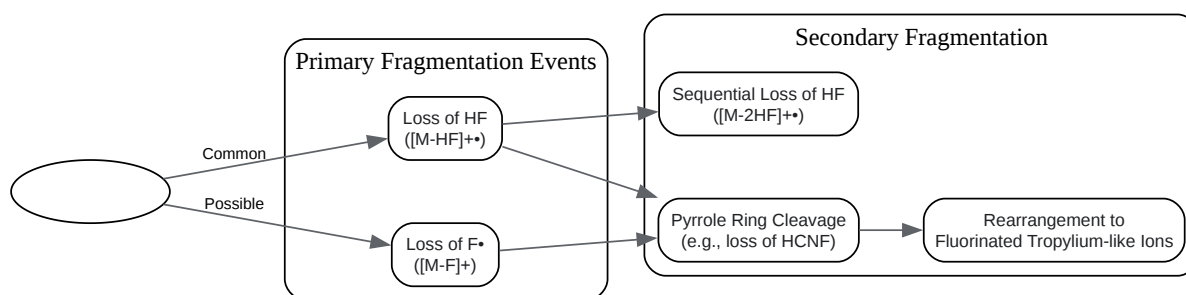 Secondary Fragmentation
Primary Fragmentation Events
Loss of HF
([M-HF]+•)
Sequential Loss of HF
([M-2HF]+•)
Common
Possible
Loss of F•
([M-F]+)
Pyrrole Ring Cleavage
(e.g., loss of HCNF)
Rearrangement to
Fluorinated Tropylium-like Ions